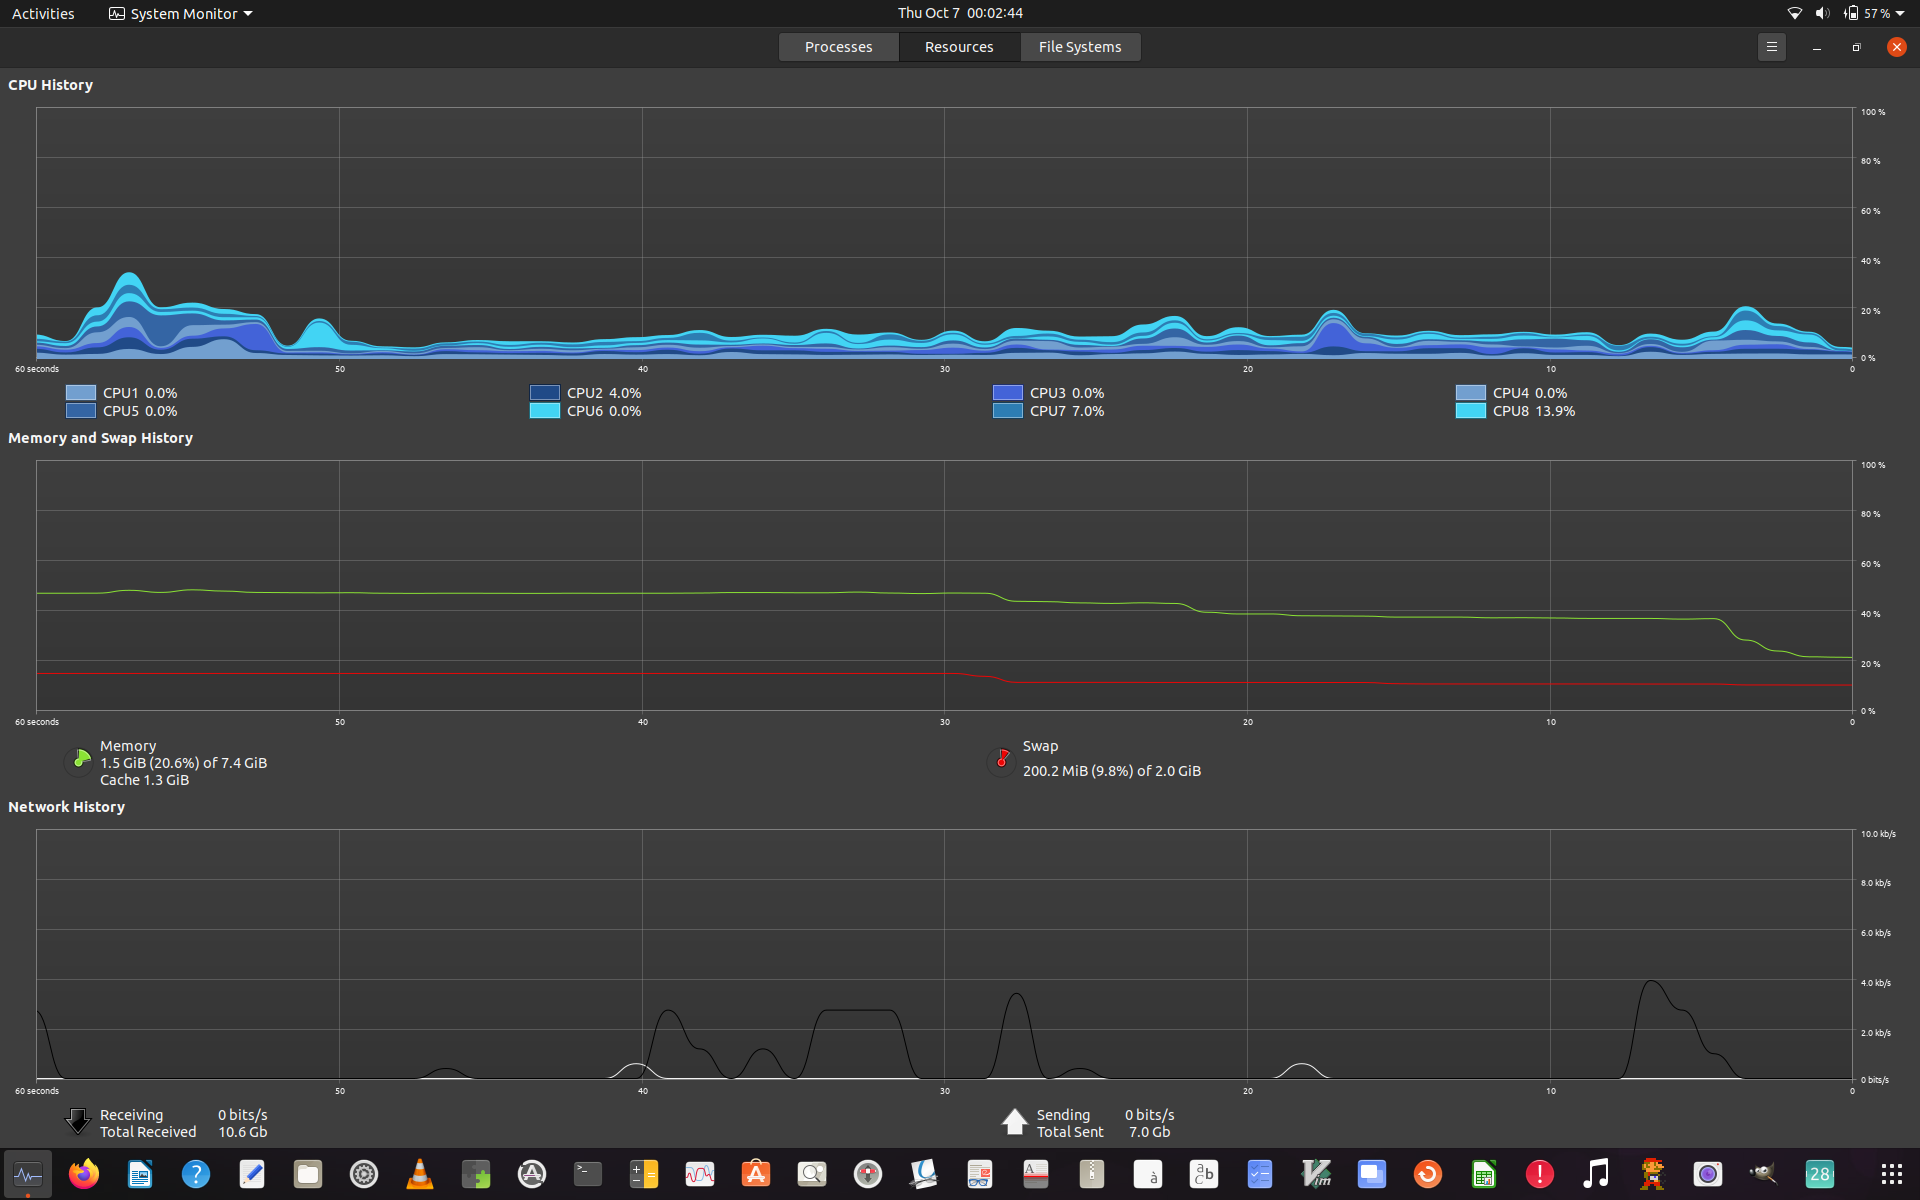 Activities
System Monitor
Thu Oct 7 00:02:44
57 %
Processes
Resources
File Systems
CPU History
100 %
80 %
60 %
40 %
20 %
0 %
60 seconds
50
40
30
20
10
0
CPU1 0.0%
CPU2 4.0%
CPU3 0.0%
CPU4 0.0%
CPU5 0.0%
CPU6 0.0%
CPU7 7.0%
CPU8 13.9%
Memory and Swap History
100 %
80 %
60 %
40 %
20 %
0 %
60 seconds
50
40
30
20
10
0
Memory
1.5 GiB (20.6%) of 7.4 GiB
Cache 1.3 GiB
Swap
200.2 MiB (9.8%) of 2.0 GiB
Network History
10.0 kb/s
8.0 kb/s
6.0 kb/s
4.0 kb/s
2.0 kb/s
0 bits/s
60 seconds
50
40
30
20
10
0
Receiving 0 bits/s
Total Received 10.6 Gb
Sending 0 bits/s
Total Sent 7.0 Gb
28